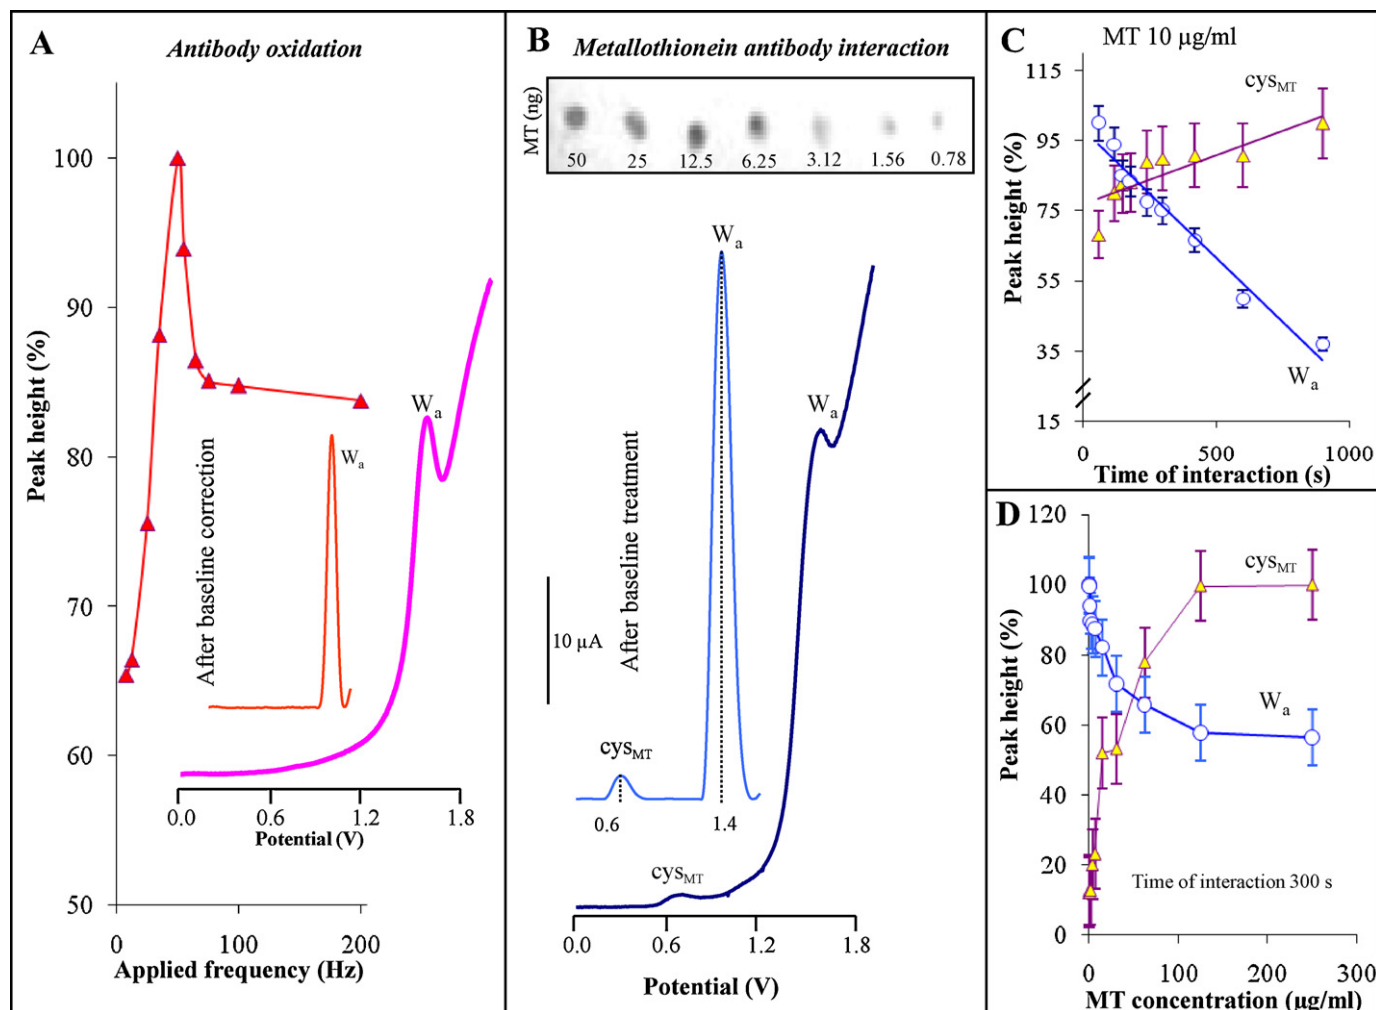 A
Antibody oxidation
100
90
80
70
60
50
Peak height (%)
0 100 200
Applied frequency (Hz)
After baseline correction
Wa
Wa
0.0 0.6 1.2 1.8
Potential (V)
B
Metallothionein antibody interaction
MT (ng)
50 25 12.5 6.25 3.12 1.56 0.78
Wa
Wa
After baseline treatment
10 µA
cysMT
0.6 1.4
cysMT
0.0 0.6 1.2 1.8
Potential (V)
C
MT 10 µg/ml
115
95
75
55
35
15
Peak height (%)
cysMT
Wa
0 500 1000
Time of interaction (s)
D
120
100
80
60
40
20
0
Peak height (%)
cysMT
Wa
Time of interaction 300 s
0 100 200 300
MT concentration (µg/ml)